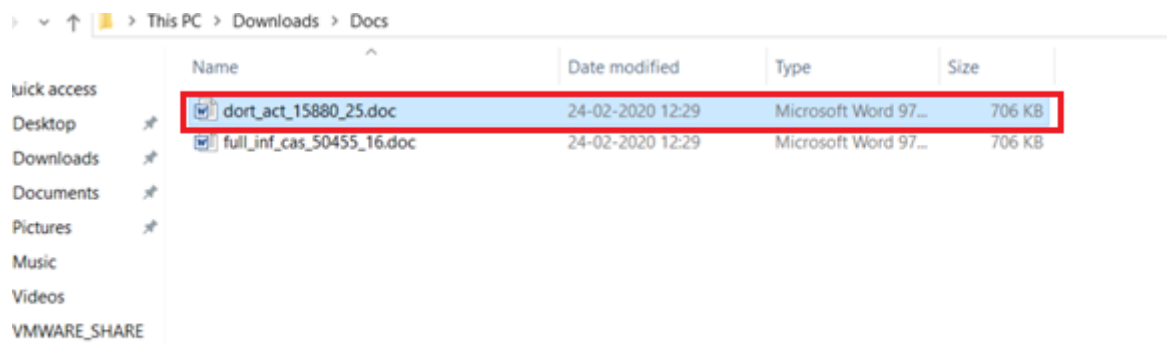 This PC > Downloads > Docs
Name Date modified Type Size
uick access
dort_act_15880_25.doc 24-02-2020 12:29 Microsoft Word 97... 706 KB
Desktop
full_inf_cas_50455_16.doc 24-02-2020 12:29 Microsoft Word 97... 706 KB
Downloads
Documents
Pictures
Music
Videos
VMWARE_SHARE